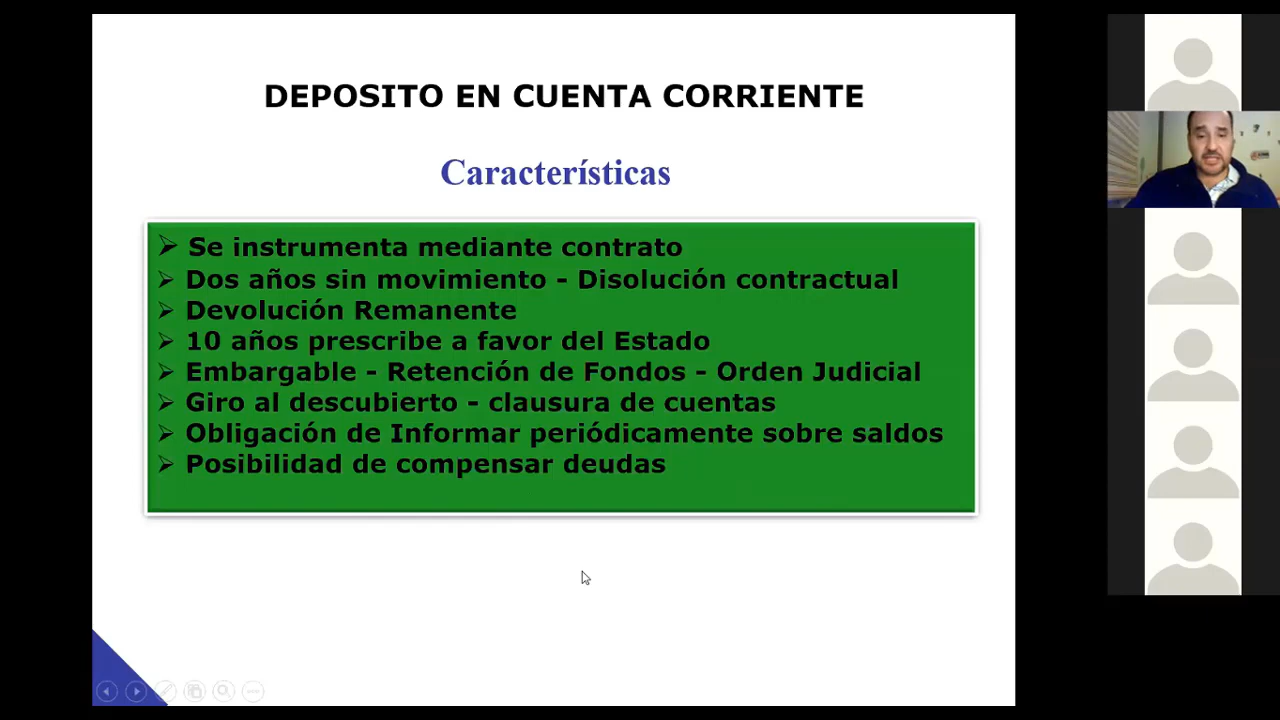 DEPOSITO EN CUENTA CORRIENTE
Características
Se instrumenta mediante contrato
Dos años sin movimiento - Disolución contractual
Devolución Remanente
10 años prescribe a favor del Estado
Embargable - Retención de Fondos - Orden Judicial
Giro al descubierto - clausura de cuentas
Obligación de Informar periódicamente sobre saldos
Posibilidad de compensar deudas